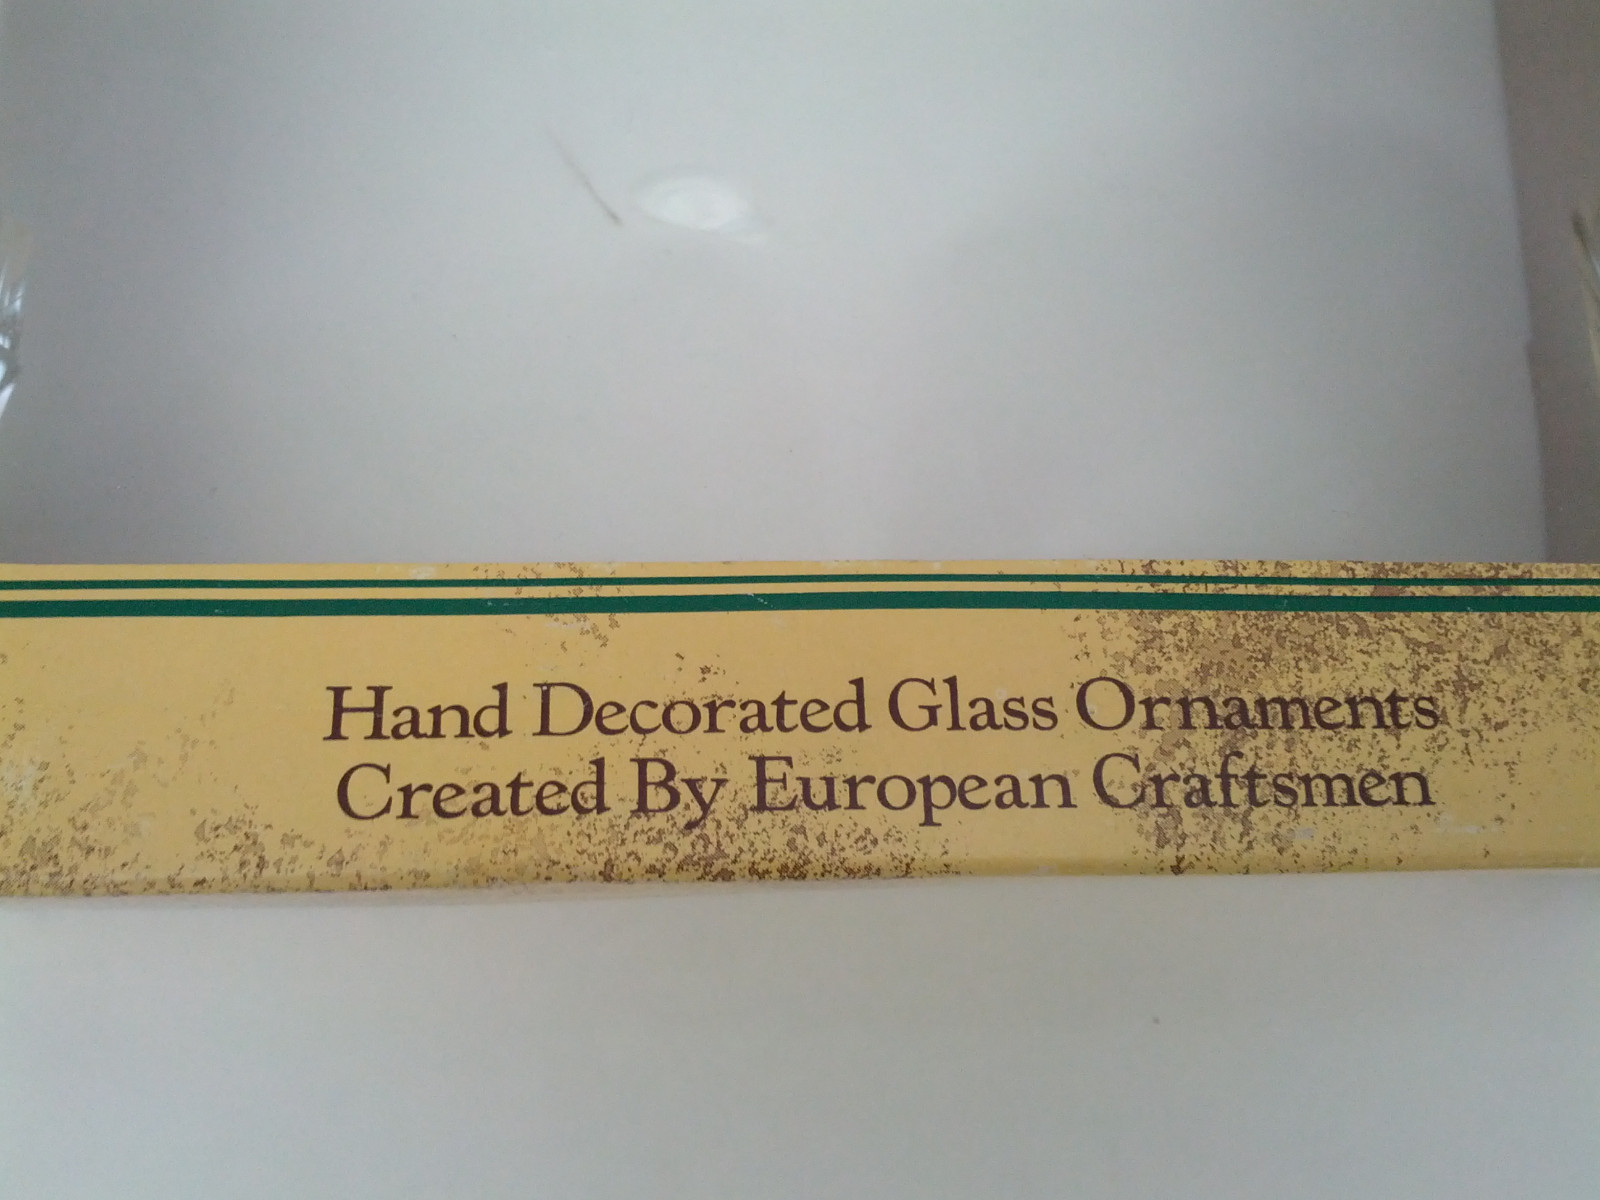 Hand Decorated Glass Ornaments
Created By European Craftsmen